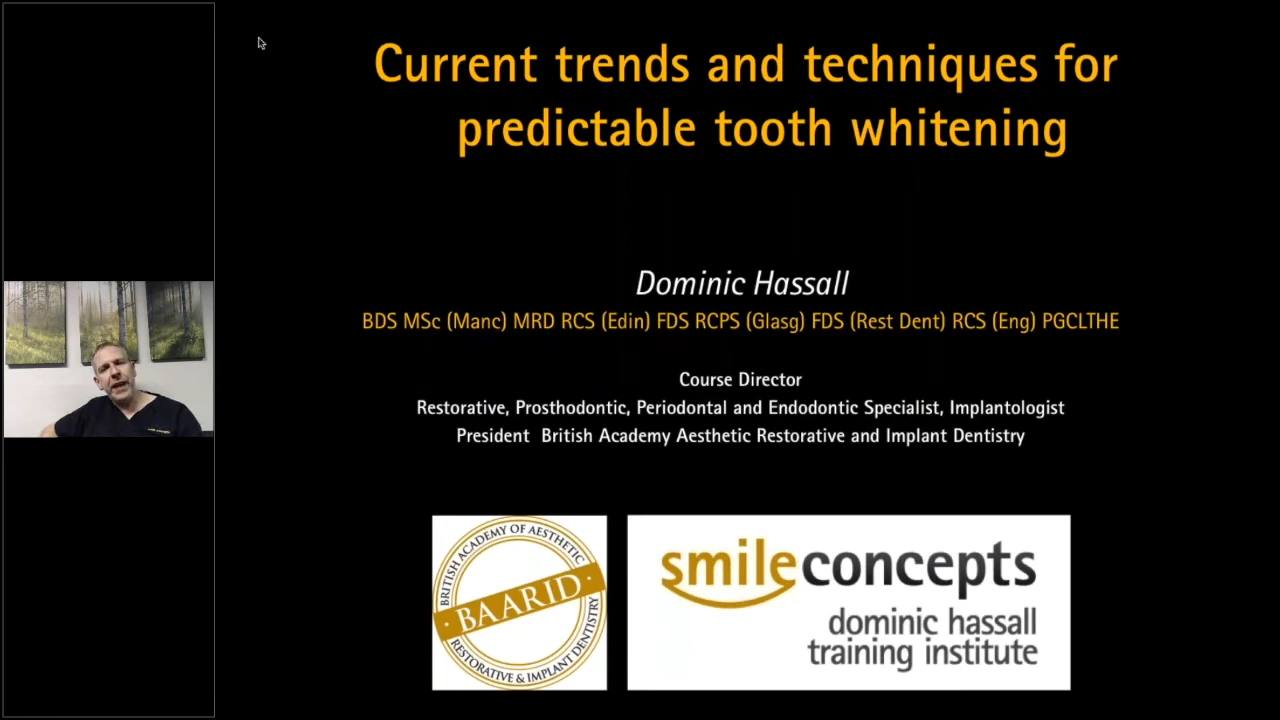 Current trends and techniques for
predictable tooth whitening
Dominic Hassall
BDS MSc (Manc) MRD RCS (Edin) FDS RCPS (Glasg) FDS (Rest Dent) RCS (Eng) PGCLTHE
Course Director
Restorative, Prosthodontic, Periodontal and Endodontic Specialist, Implantologist
President British Academy Aesthetic Restorative and Implant Dentistry
BRITISH ACADEMY OF AESTHETIC
· BAARID ·
RESTORATIVE & IMPLANT DENTISTRY
smileconcepts
dominic hassall
training institute